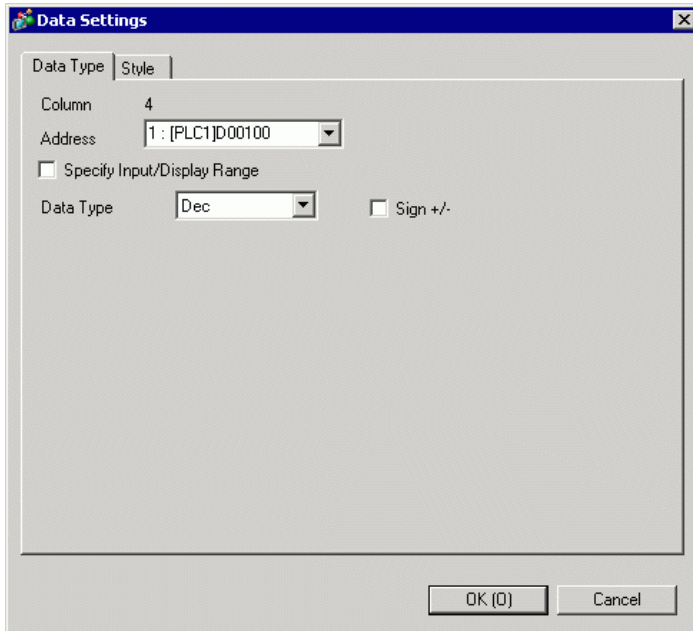 Data Settings
Data Type Style
Column 4
Address 1 : [PLC1]D00100
Specify Input/Display Range
Data Type Dec Sign +/-
OK (O) Cancel